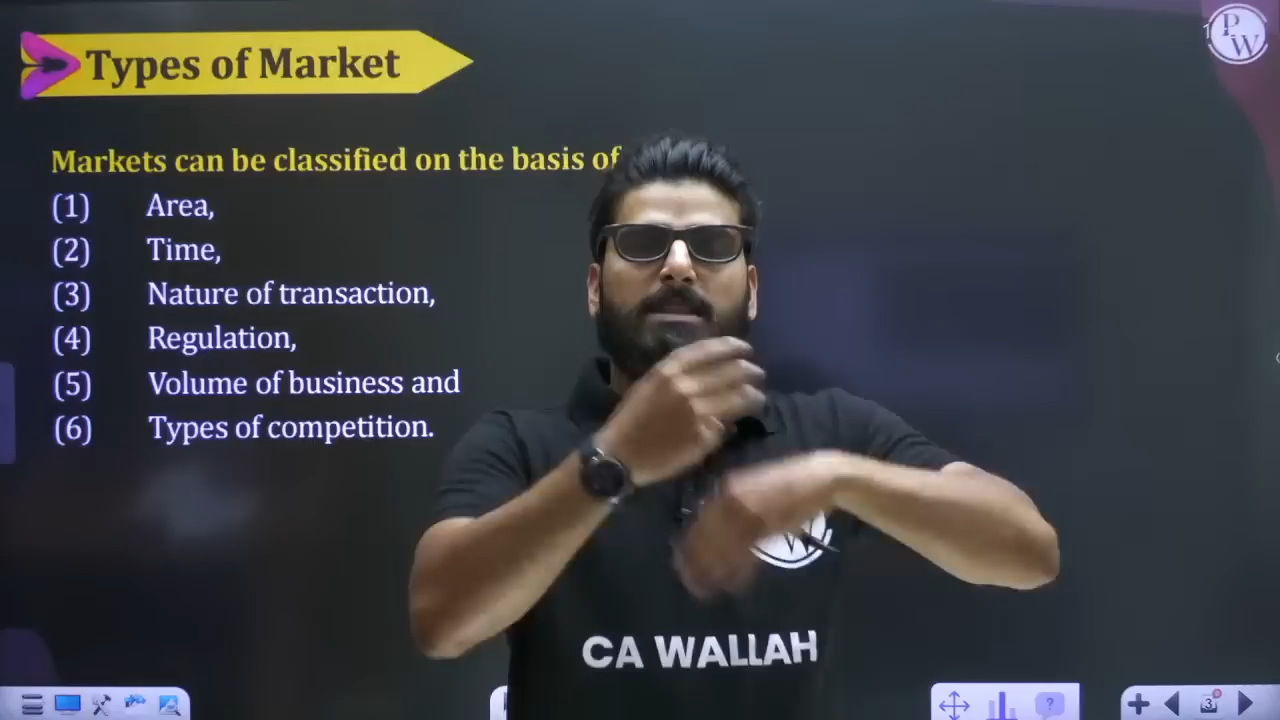 Types of Market
PW
Markets can be classified on the basis of
(1) Area,
(2) Time,
(3) Nature of transaction,
(4) Regulation,
(5) Volume of business and
(6) Types of competition.
W
CA WALLAH
3